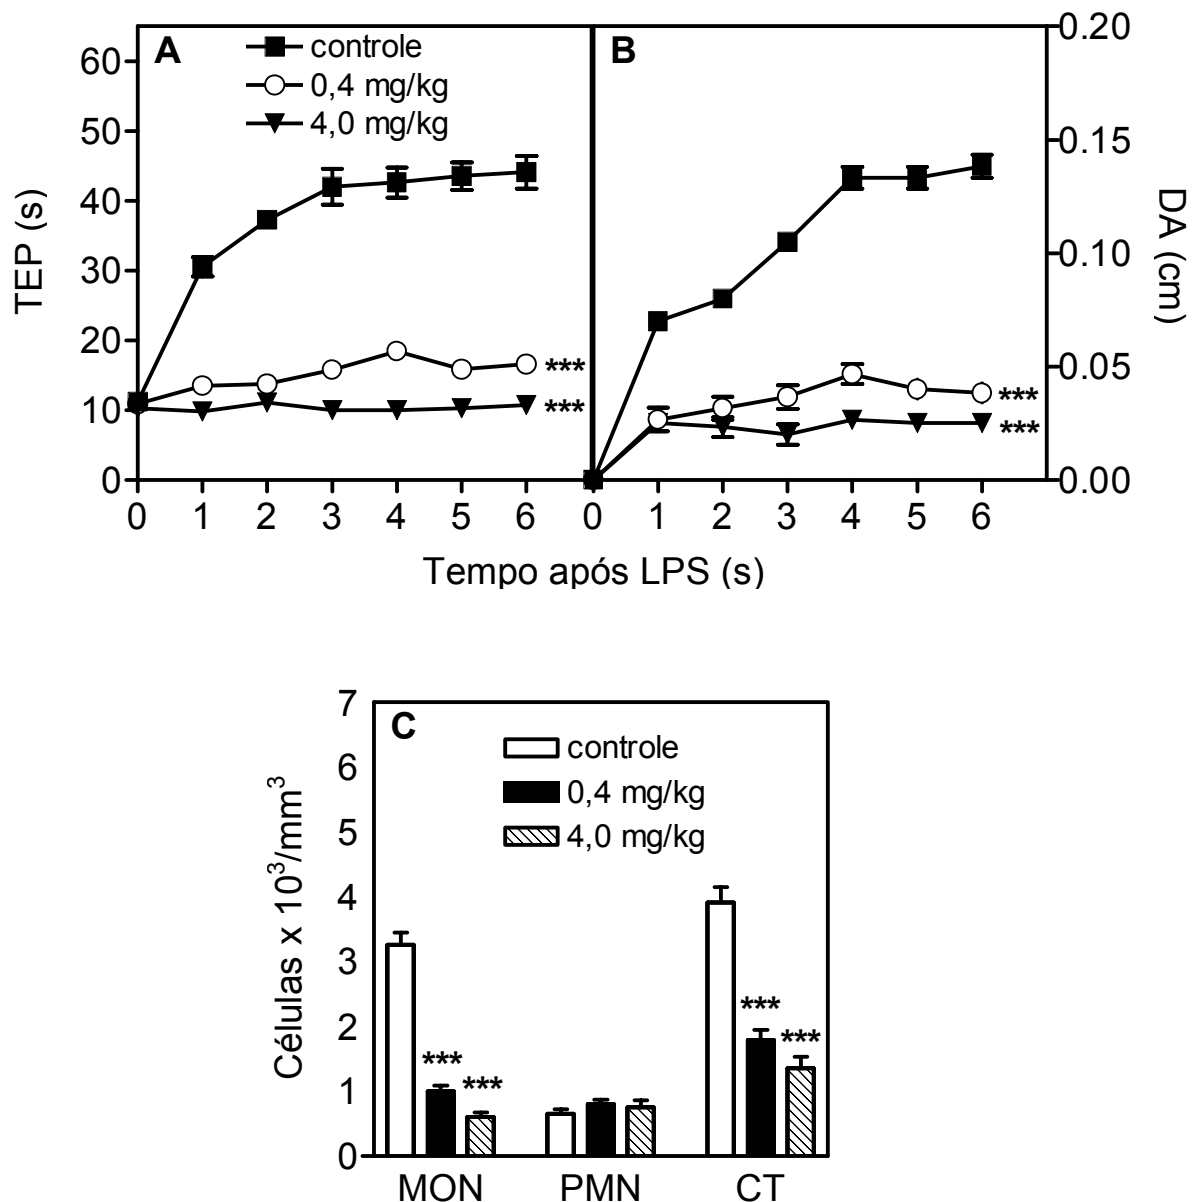 A
controle
0,4 mg/kg
4,0 mg/kg
60
50
40
30
20
10
0
TEP (s)
***
***
0 1 2 3 4 5 6
B
0.20
0.15
0.10
0.05
0.00
DA (cm)
***
***
0 1 2 3 4 5 6
Tempo após LPS (s)
C
controle
0,4 mg/kg
4,0 mg/kg
7
6
5
4
3
2
1
0
Células x 10³/mm³
***
***
***
***
MON PMN CT